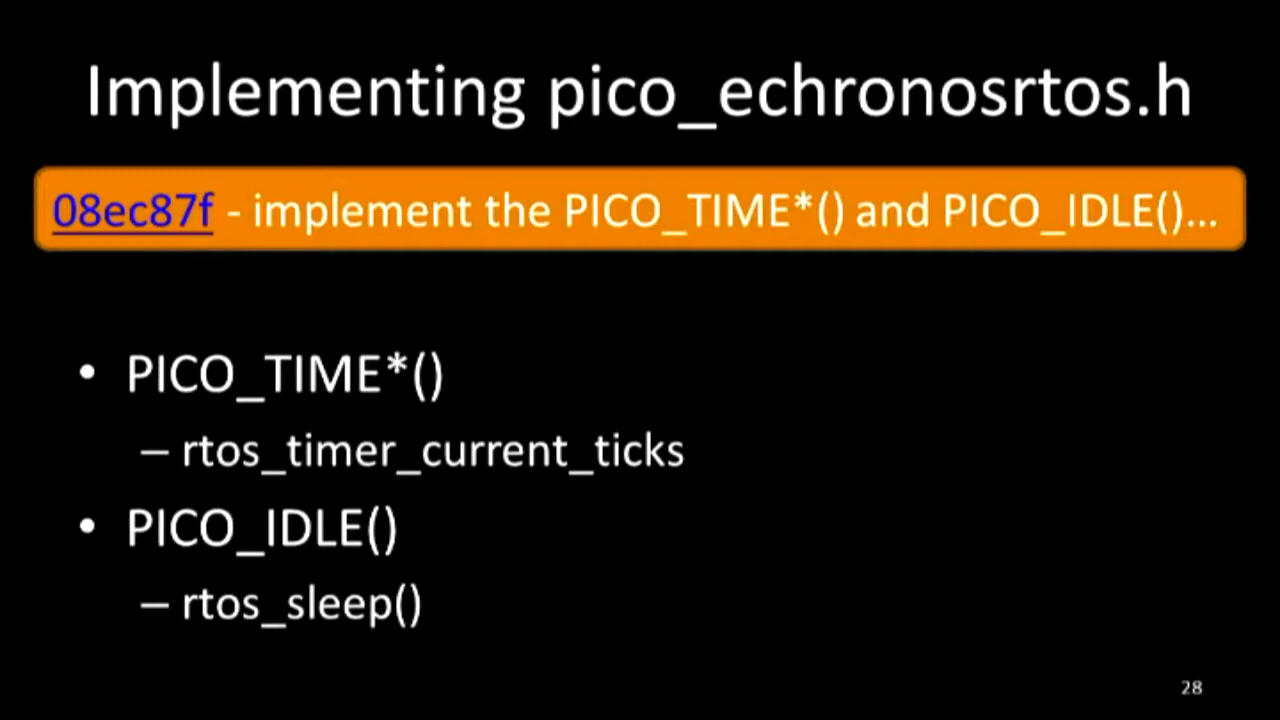 Implementing pico_echronosrtos.h
08ec87f - implement the PICO_TIME*() and PICO_IDLE()...
• PICO_TIME*()
– rtos_timer_current_ticks
• PICO_IDLE()
– rtos_sleep()
28